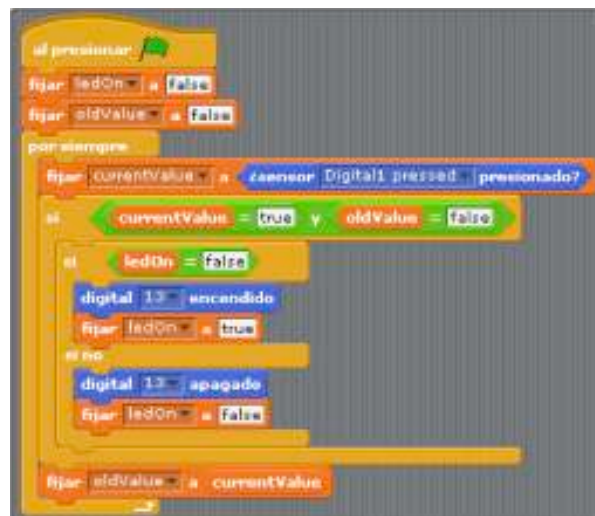 al presionar
fijar ledOn a false
fijar oldValue a false
por siempre
fijar currentValue a ¿sensor Digital1 pressed presionado?
si currentValue = true y oldValue = false
si ledOn = false
digital 13 encendido
fijar ledOn a true
si no
digital 13 apagado
fijar ledOn a false
fijar oldValue a currentValue